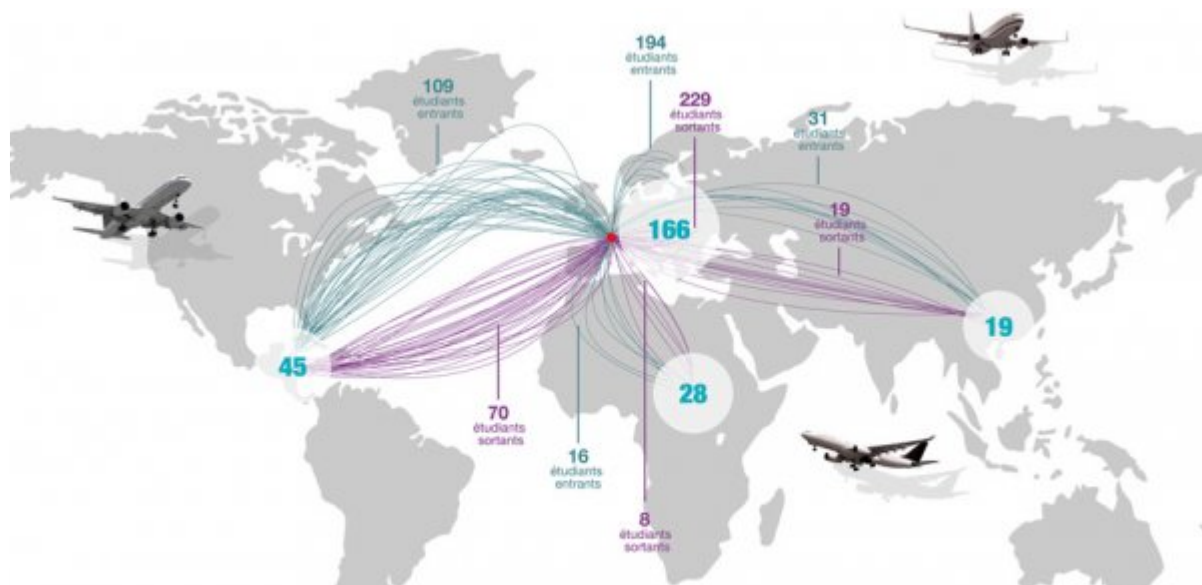 194
étudiants
entrants
109
étudiants
entrants
229
étudiants
sortants
31
étudiants
entrants
166
19
étudiants
sortants
19
45
28
70
étudiants
sortants
16
étudiants
entrants
8
étudiants
sortants